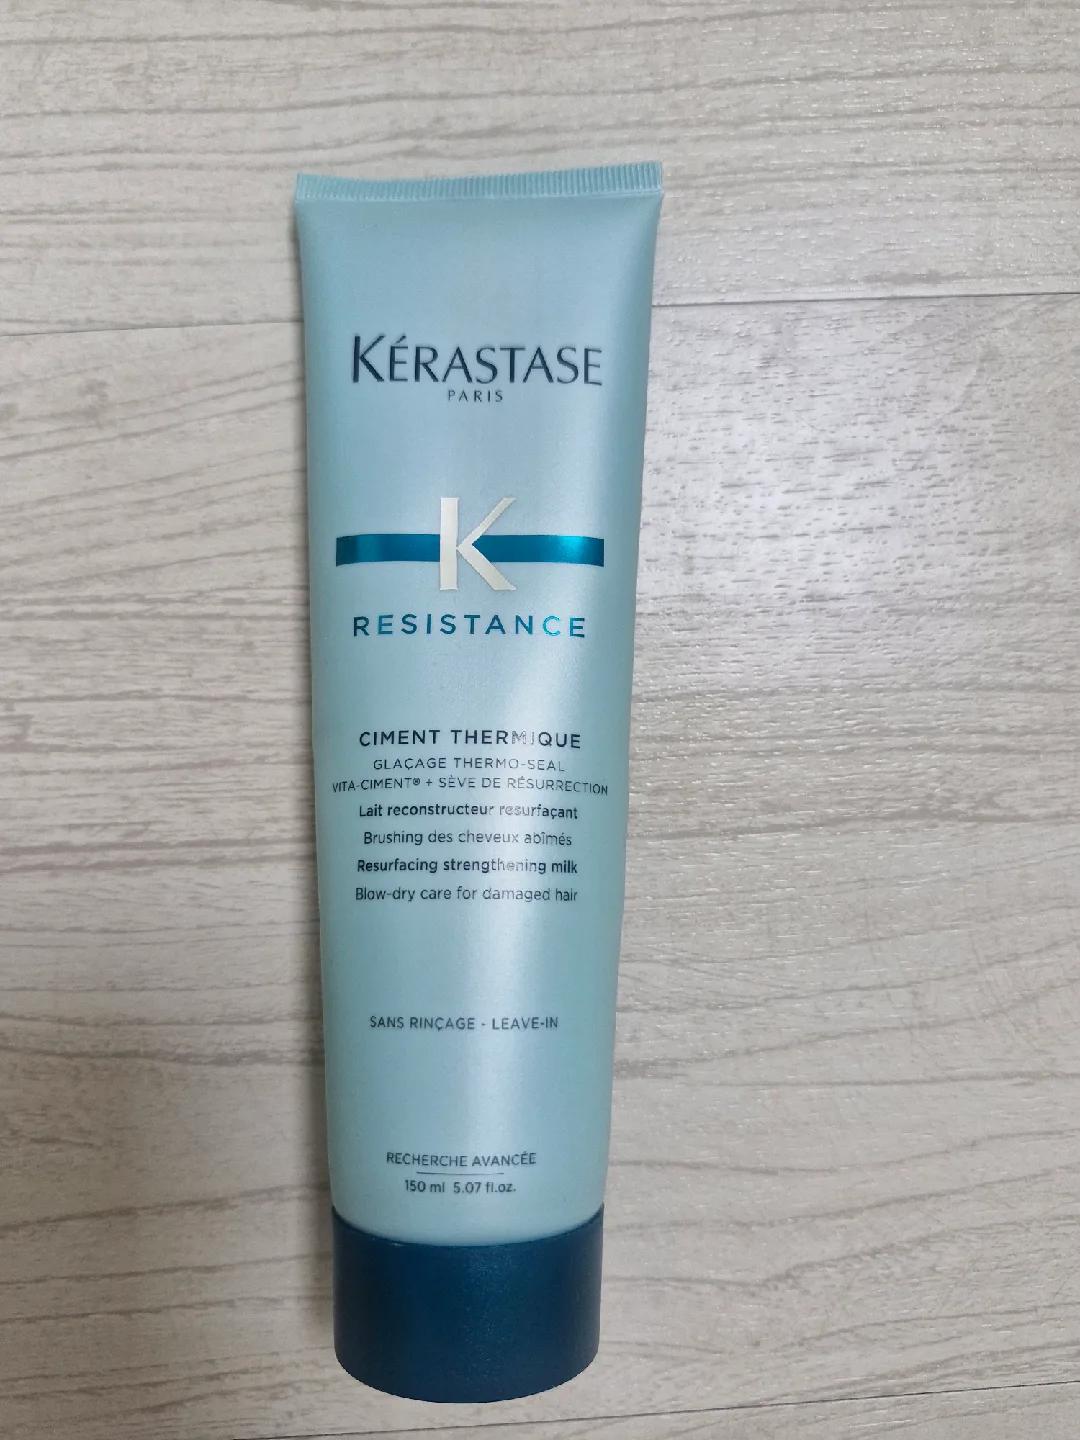 KÉRASTASE
PARIS
K
RESISTANCE
CIMENT THERMIQUE
GLAÇAGE THERMO-SEAL
VITA-CIMENT® + SÈVE DE RÉSURRECTION
Lait reconstructeur resurfaçant
Brushing des cheveux abîmés
Resurfacing strengthening milk
Blow-dry care for damaged hair
SANS RINÇAGE - LEAVE-IN
RECHERCHE AVANCÉE
150 ml 5.07 fl.oz.